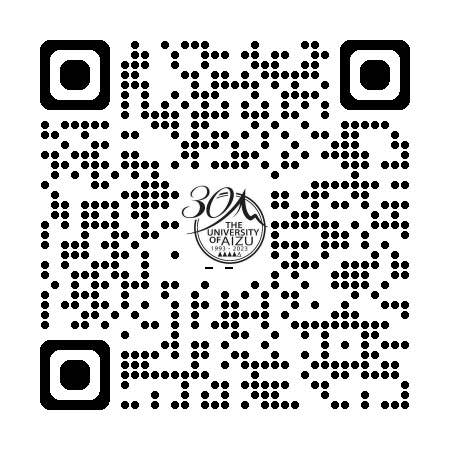 30
THE
UNIVERSITY
OF AIZU
1993 - 2023